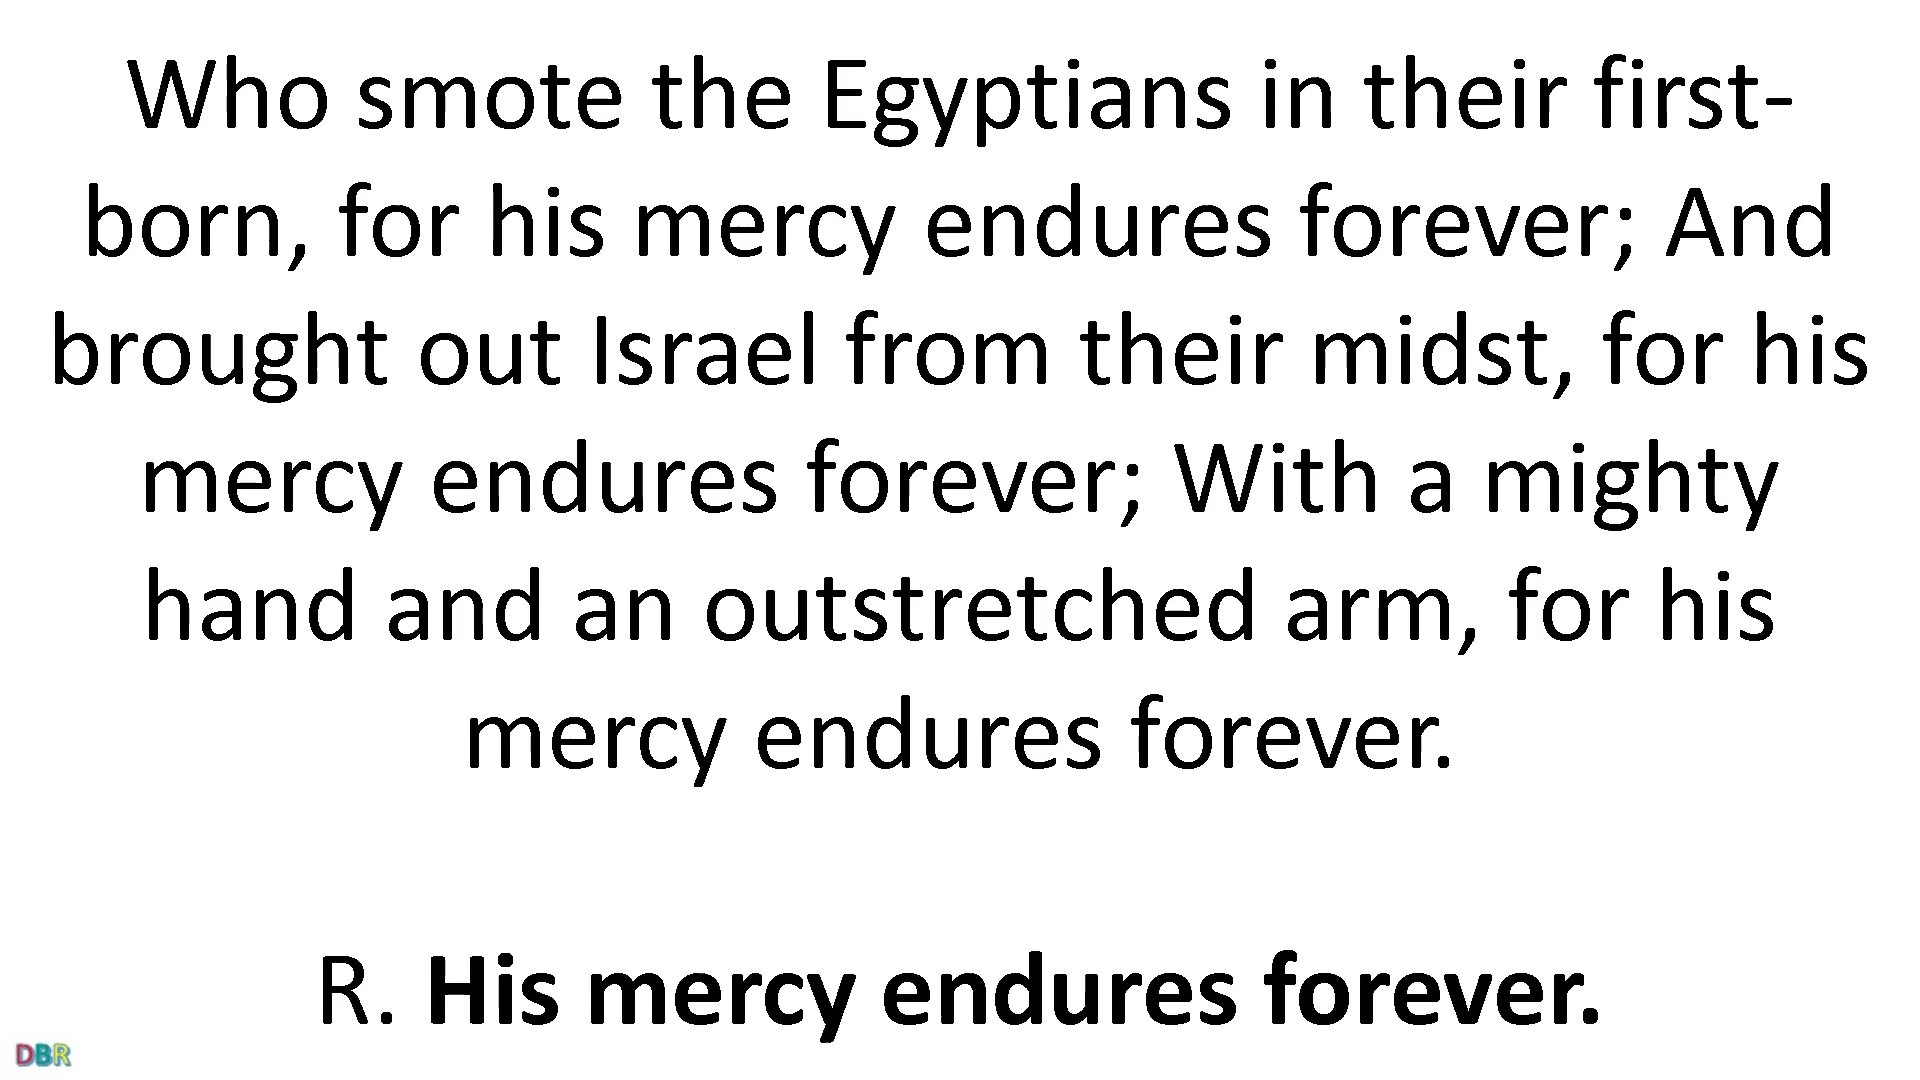 Who smote the Egyptians in their first-
born, for his mercy endures forever; And
brought out Israel from their midst, for his
mercy endures forever; With a mighty
hand and an outstretched arm, for his
mercy endures forever.
R. His mercy endures forever.
DBR